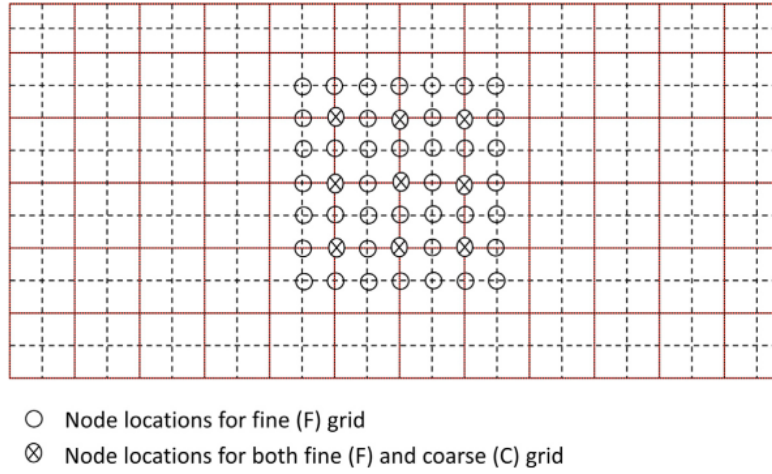 Node locations for fine (F) grid
Node locations for both fine (F) and coarse (C) grid